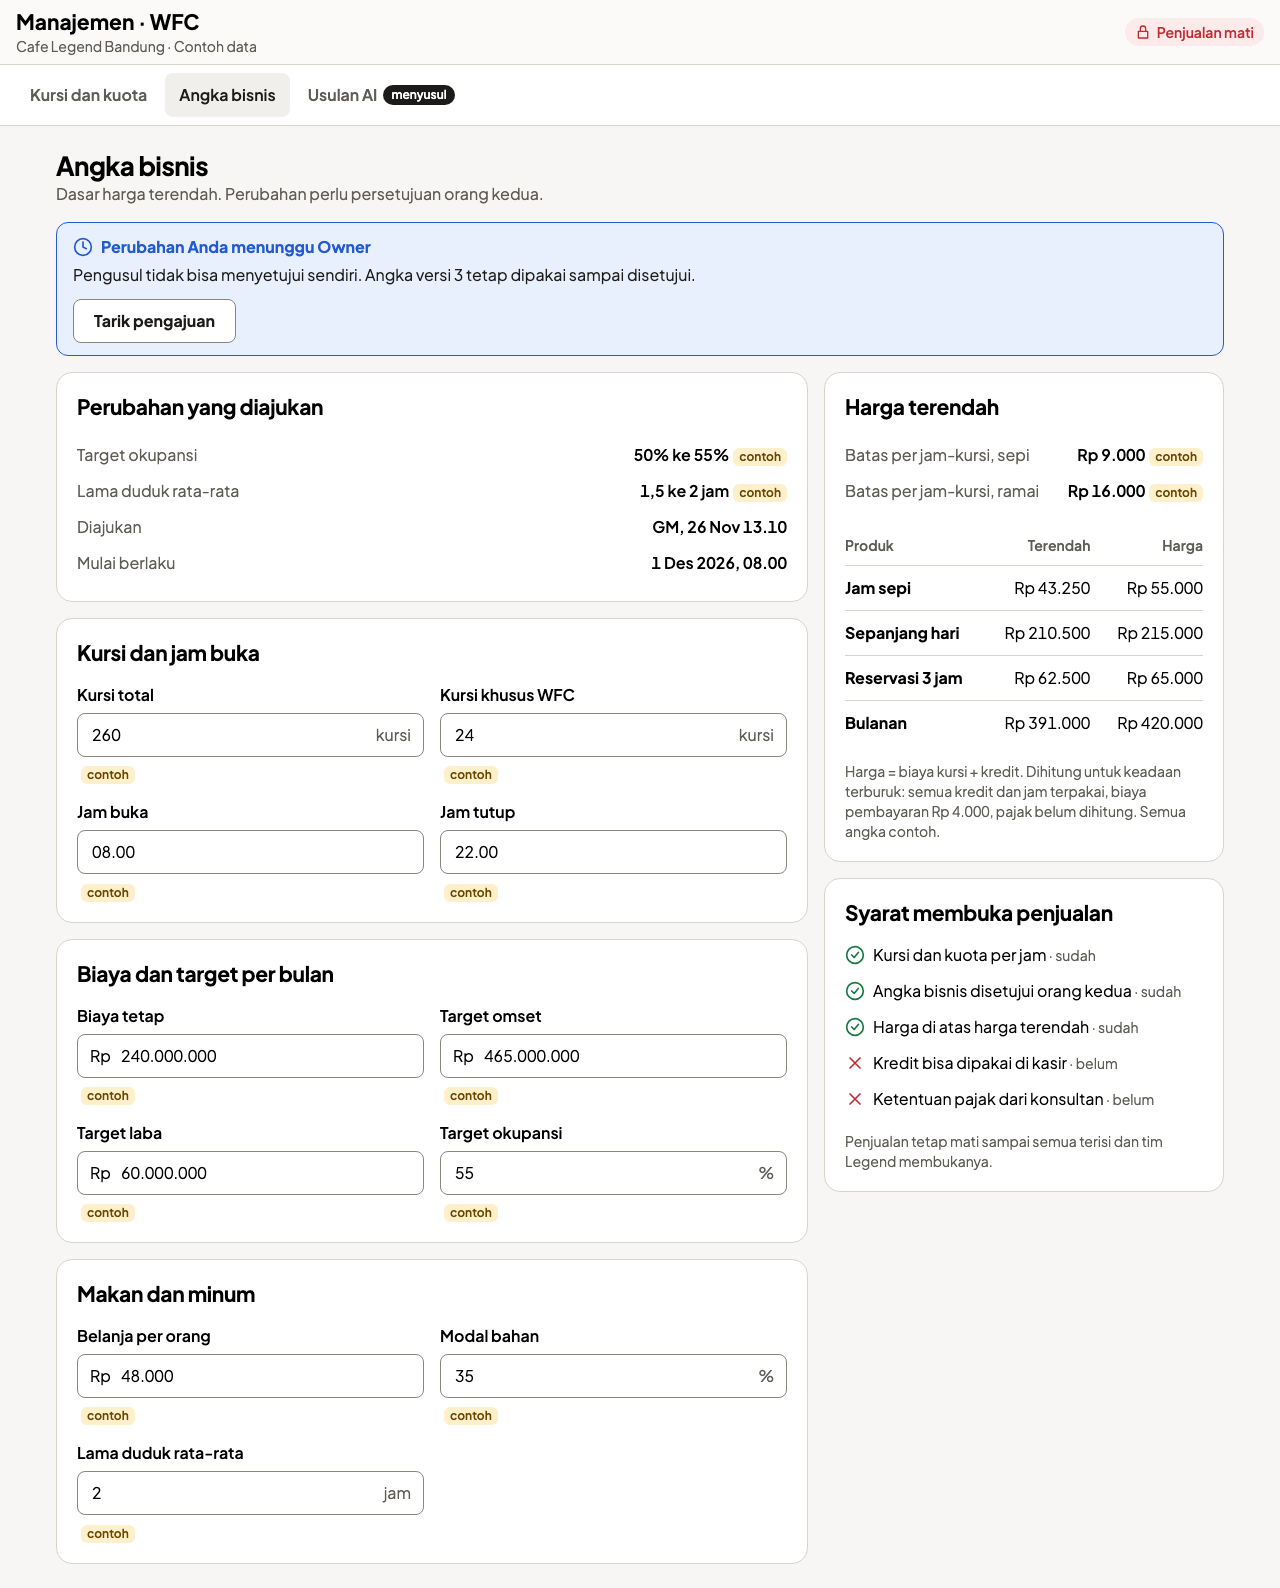 Manajemen · WFC
Cafe Legend Bandung · Contoh data
Penjualan mati
Kursi dan kuota
Angka bisnis
Usulan AI menyusul
Angka bisnis
Dasar harga terendah. Perubahan perlu persetujuan orang kedua.
Perubahan Anda menunggu Owner
Pengusul tidak bisa menyetujui sendiri. Angka versi 3 tetap dipakai sampai disetujui.
Tarik pengajuan
Perubahan yang diajukan
Target okupansi 50% ke 55% contoh
Lama duduk rata-rata 1,5 ke 2 jam contoh
Diajukan GM, 26 Nov 13.10
Mulai berlaku 1 Des 2026, 08.00
Kursi dan jam buka
Kursi total Kursi khusus WFC
260 kursi 24 kursi
contoh contoh
Jam buka Jam tutup
08.00 22.00
contoh contoh
Biaya dan target per bulan
Biaya tetap Target omset
Rp 240.000.000 Rp 465.000.000
contoh contoh
Target laba Target okupansi
Rp 60.000.000 55 %
contoh contoh
Makan dan minum
Belanja per orang Modal bahan
Rp 48.000 35 %
contoh contoh
Lama duduk rata-rata
2 jam
contoh
Harga terendah
Batas per jam-kursi, sepi Rp 9.000 contoh
Batas per jam-kursi, ramai Rp 16.000 contoh
Produk Terendah Harga
Jam sepi Rp 43.250 Rp 55.000
Sepanjang hari Rp 210.500 Rp 215.000
Reservasi 3 jam Rp 62.500 Rp 65.000
Bulanan Rp 391.000 Rp 420.000
Harga = biaya kursi + kredit. Dihitung untuk keadaan
terburuk: semua kredit dan jam terpakai, biaya
pembayaran Rp 4.000, pajak belum dihitung. Semua
angka contoh.
Syarat membuka penjualan
Kursi dan kuota per jam · sudah
Angka bisnis disetujui orang kedua · sudah
Harga di atas harga terendah · sudah
Kredit bisa dipakai di kasir · belum
Ketentuan pajak dari konsultan · belum
Penjualan tetap mati sampai semua terisi dan tim
Legend membukanya.